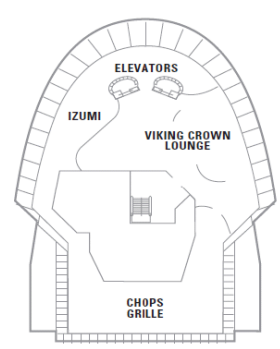 ELEVATORS
IZUMI
VIKING CROWN
LOUNGE
CHOPS
GRILLE